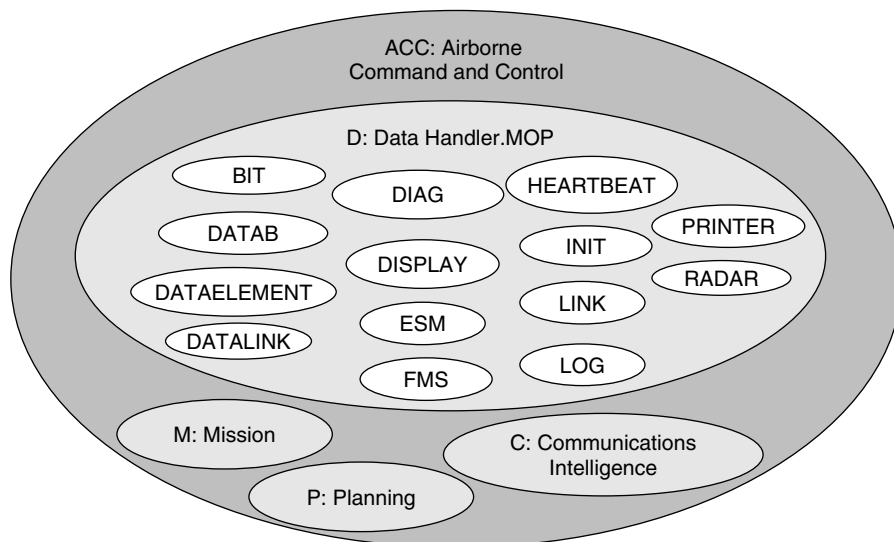 ACC: Airborne
Command and Control
D: Data Handler.MOP
BIT
DIAG
HEARTBEAT
PRINTER
DATAB
INIT
DISPLAY
RADAR
DATAELEMENT
LINK
ESM
DATALINK
LOG
FMS
M: Mission
C: Communications
Intelligence
P: Planning